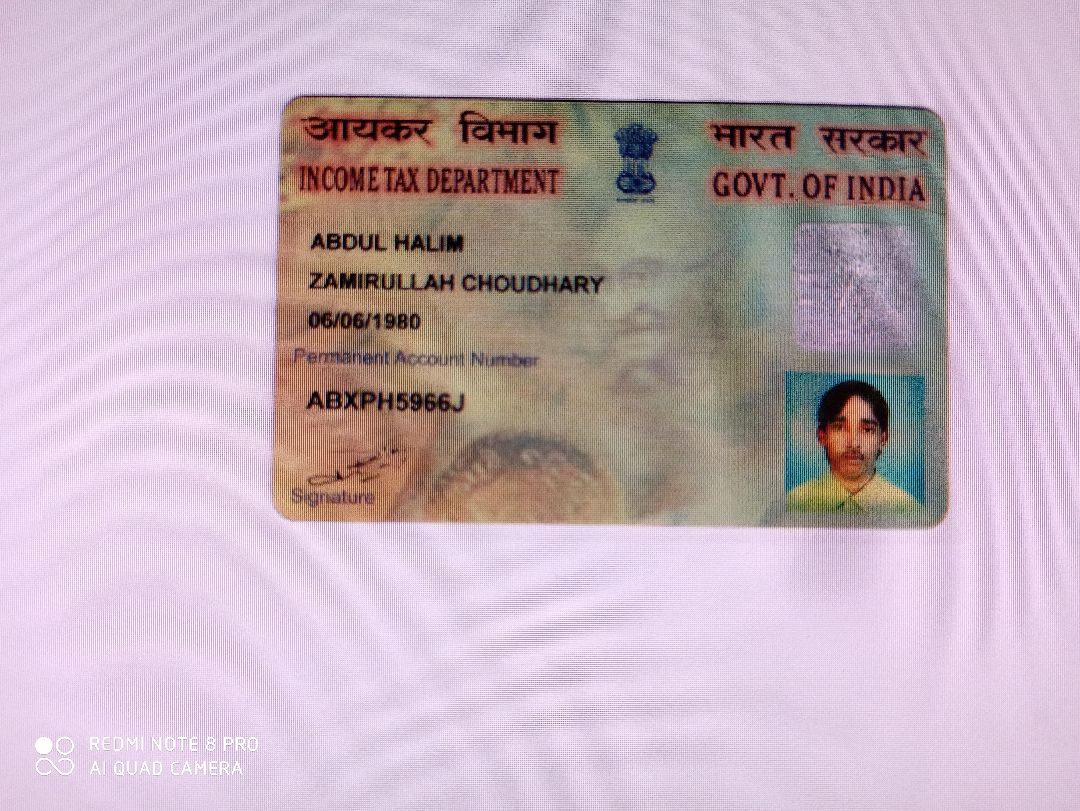 आयकर विभाग
भारत सरकार
INCOME TAX DEPARTMENT
GOVT. OF INDIA
ABDUL HALIM
ZAMIRULLAH CHOUDHARY
06/06/1980
Permanent Account Number
ABXPH5966J
Signature
REDMI NOTE 8 PRO
AI QUAD CAMERA